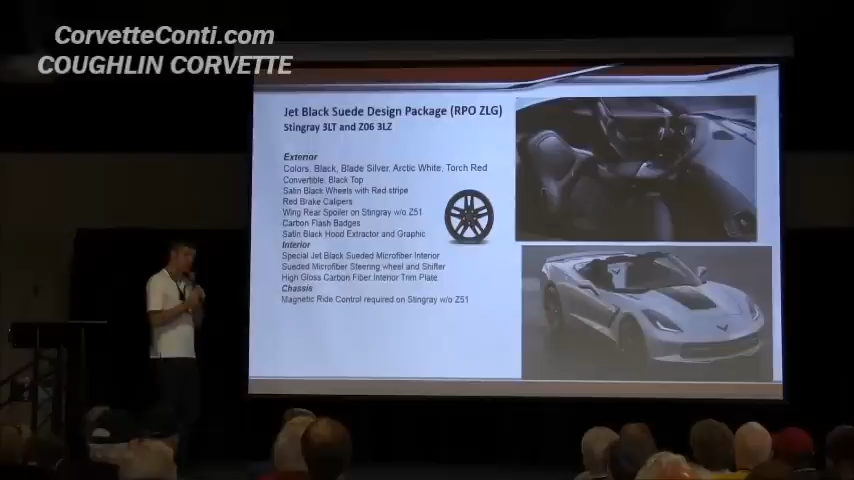 CorvetteConti.com
COUGHLIN CORVETTE
Jet Black Suede Design Package (RPO ZLG)
Stingray 3LT and Z06 3LZ
Exterior
Colors. Black, Blade Silver, Arctic White, Torch Red
Convertible, Black Top
Satin Black Wheels with Red stripe
Red Brake Calipers
Wing Rear Spoiler on Stingray w/o Z51
Carbon Flash Badges
Satin Black Hood Extractor and Graphic
Interior
Special Jet Black Sueded Microfiber Interior
Sueded Microfiber Steering wheel and Shifter
High Gloss Carbon Fiber Interior Trim Plate
Chassis
Magnetic Ride Control required on Stingray w/o Z51